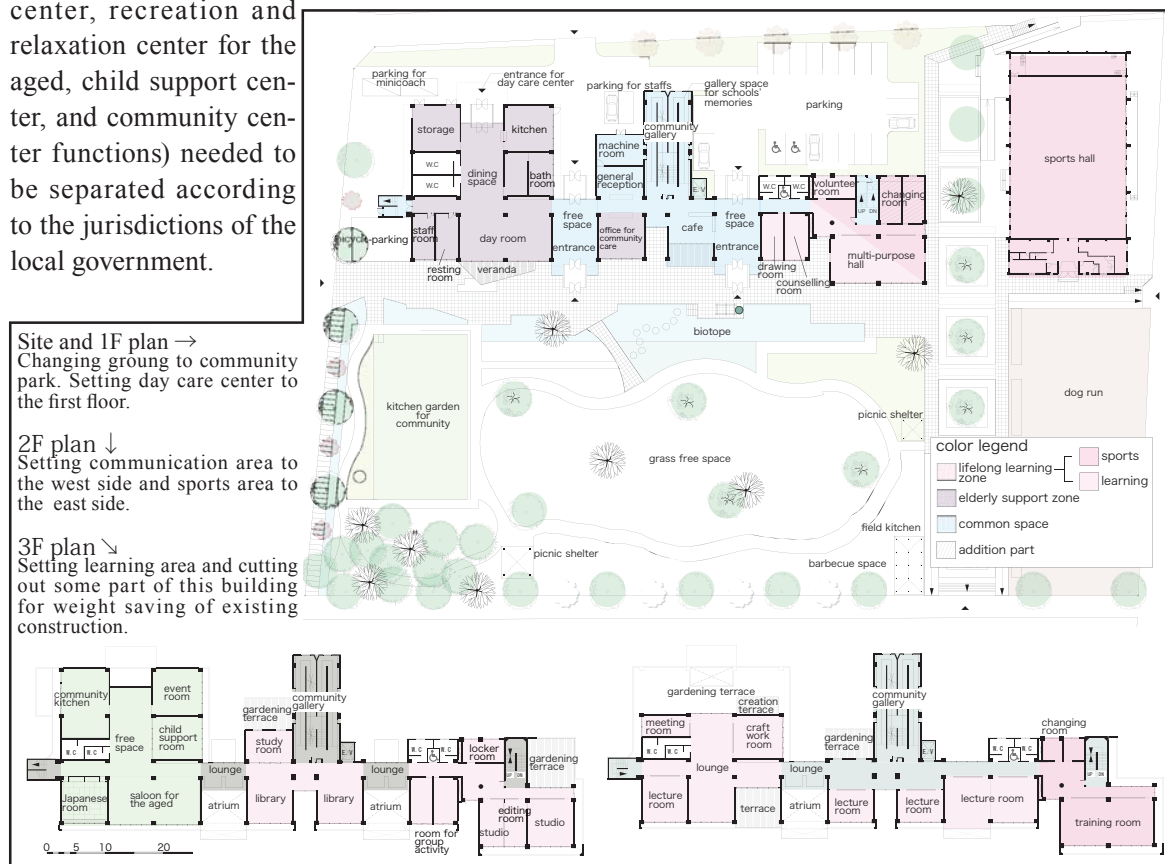 center, recreation and
relaxation center for the
aged, child support cen-
ter, and community cen-
ter functions) needed to
be separated according
to the jurisdictions of the
local government.
Site and 1F plan →
Changing groung to community
park. Setting day care center to
the first floor.
2F plan ↓
Setting communication area to
the west side and sports area to
the east side.
3F plan ↘
Setting learning area and cutting
out some part of this building
for weight saving of existing
construction.
parking for
minicoach
entrance for
day care center
parking for staffs
gallery space
for schools'
memories
parking
storage
kitchen
W.C
W.C
dining
space
bath
room
machine
room
community
gallery
general
reception
E/V
W.C
W.C
volunteer
room
UP DN
changing
room
sports hall
bicycle-parking
staff
room
resting
room
day room
veranda
free
space
entrance
office for
community
care
cafe
free
space
entrance
drawing
room
counselling
room
multi-purpose
hall
biotope
kitchen garden
for
community
grass free space
picnic shelter
dog run
picnic shelter
field kitchen
barbecue space
color legend
lifelong learning
zone
sports
learning
elderly support zone
common space
addition part
community
kitchen
event
room
free
space
child
support
room
W.C
W.C
Japanese
room
saloon for
the aged
gardening
terrace
study
room
community
gallery
E/V
lounge
atrium
library
library
lounge
atrium
W.C
W.C
room for
group
activity
locker
room
UP DN
gardening
terrace
editing
room
studio
studio
0 5 10 20
gardening terrace
creation
terrace
meeting
room
W.C
W.C
craft
work
room
lounge
lecture
room
terrace
lounge
atrium
gardening
terrace
community
gallery
E/V
lecture
room
lecture
room
lecture room
W.C
W.C
changing
room
UP DN
training room